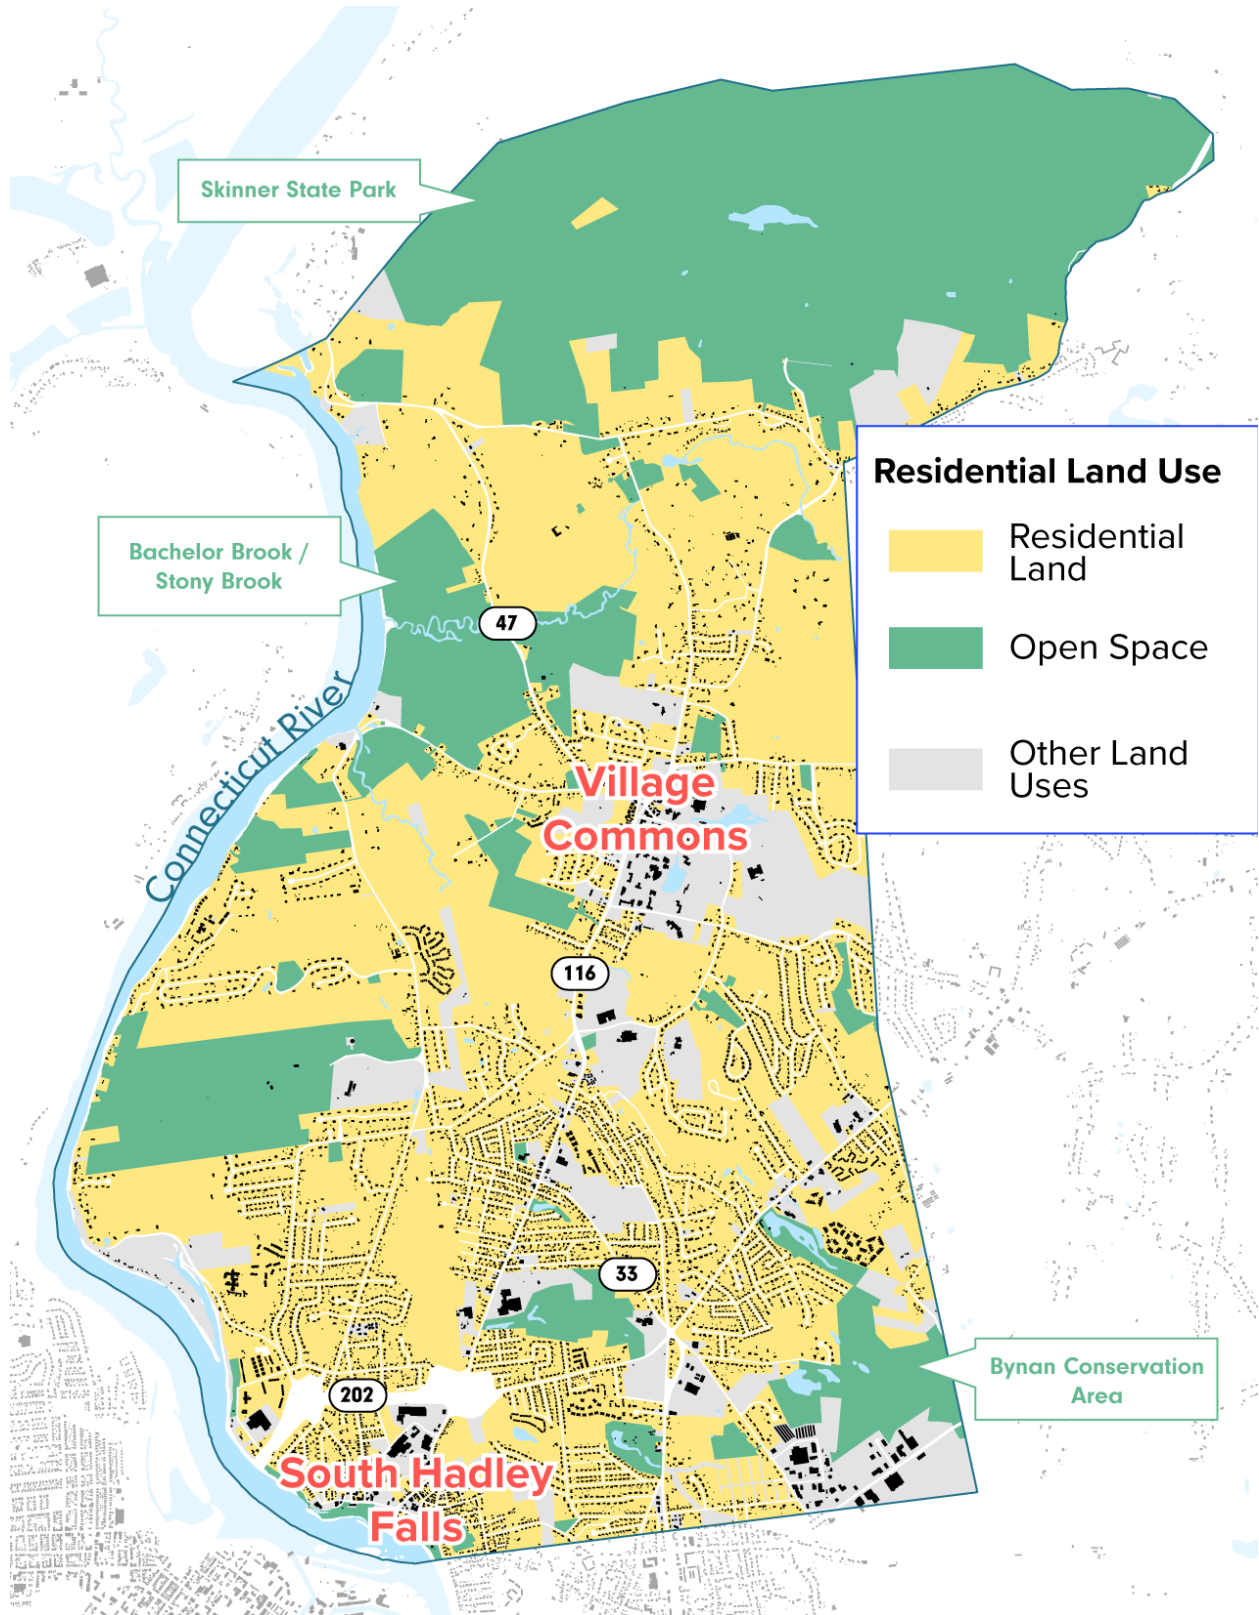 Skinner State Park
Residential Land Use
Residential
Land
Open Space
Other Land
Uses
Bachelor Brook /
Stony Brook
47
Connecticut River
Village
Commons
116
33
Bynan Conservation
Area
202
South Hadley
Falls